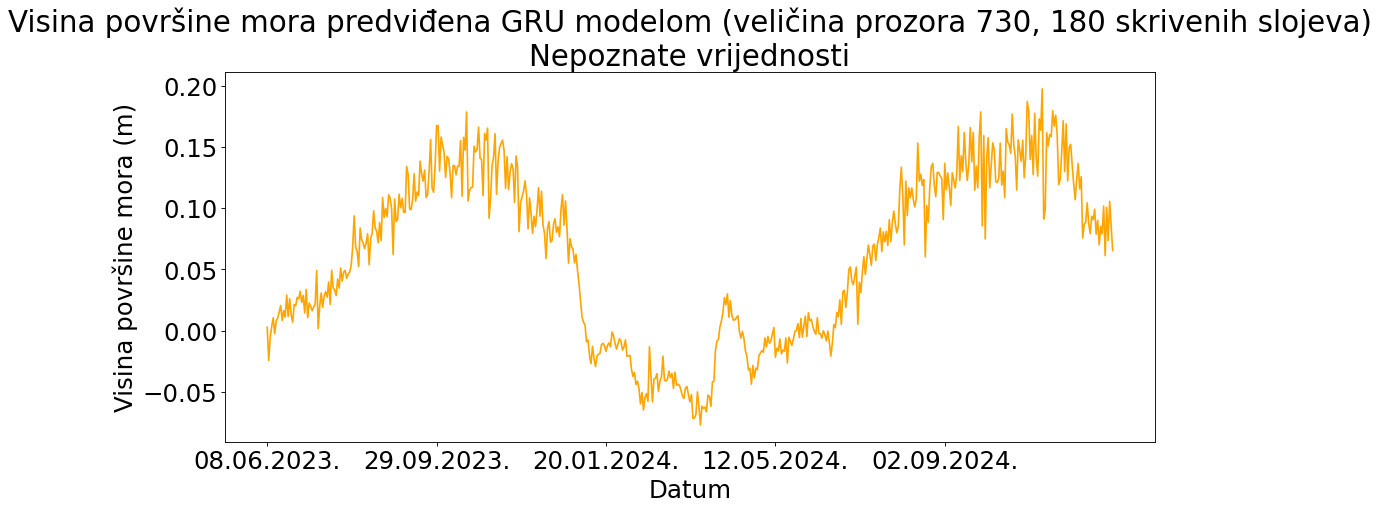 Visina površine mora predviđena GRU modelom (veličina prozora 730, 180 skrivenih slojeva)
Nepoznate vrijednosti
Visina površine mora (m)
0.20
0.15
0.10
0.05
0.00
−0.05
08.06.2023. 29.09.2023. 20.01.2024. 12.05.2024. 02.09.2024.
Datum